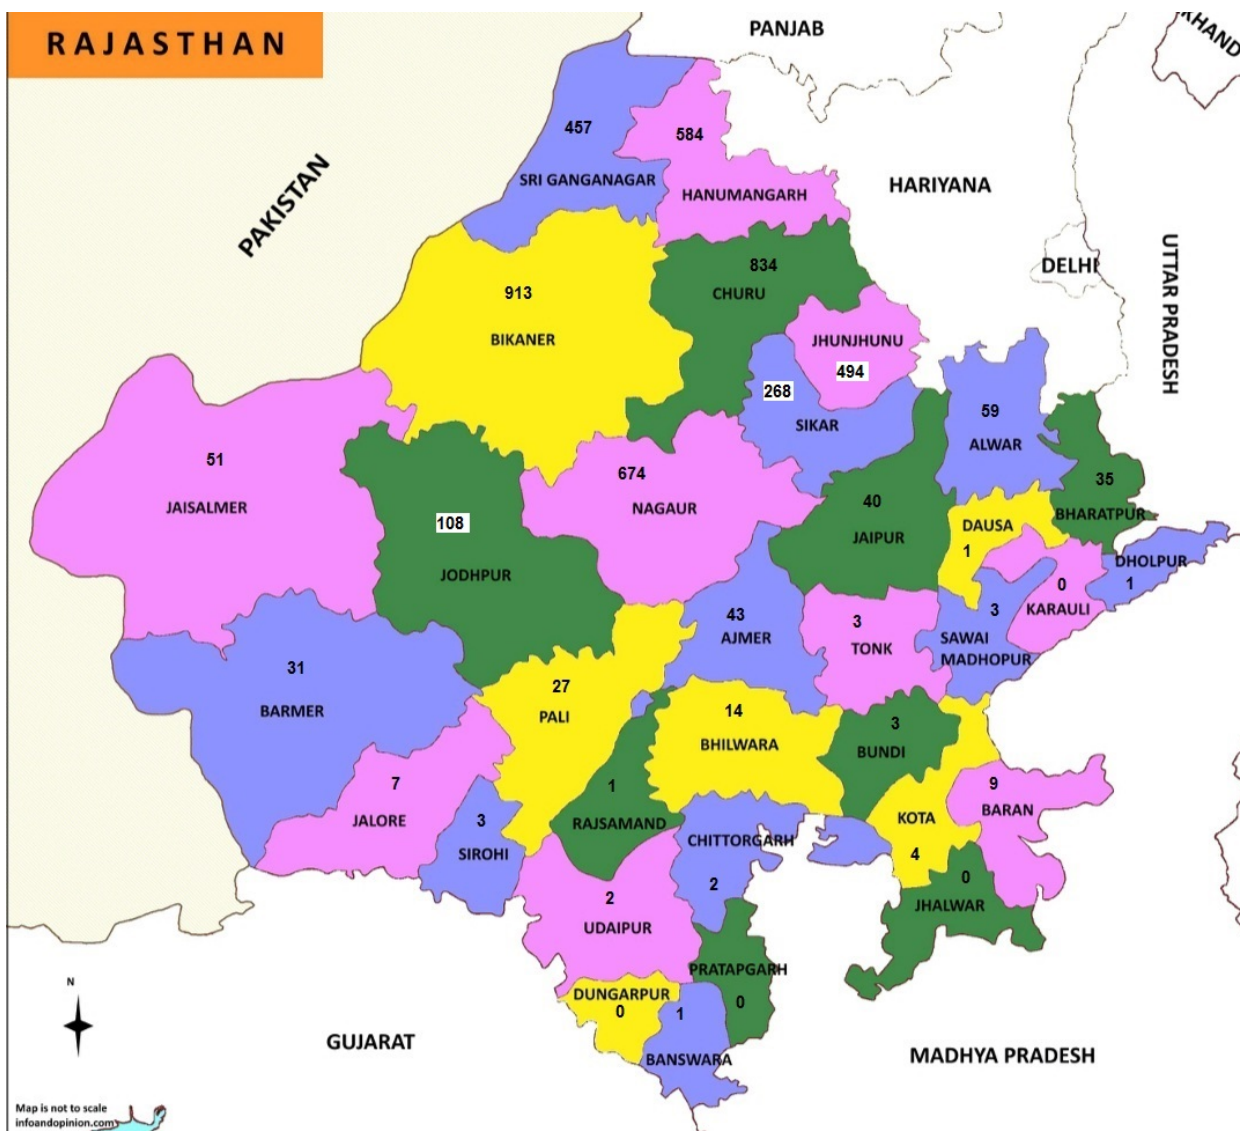 RAJASTHAN
PANJAB
KHAND
457
584
SRI GANGANAGAR
HANUMANGARH
HARIYANA
PAKISTAN
DELHI
UTTAR PRADESH
834
CHURU
913
BIKANER
JHUNJHUNU
494
268
SIKAR
59
ALWAR
51
JAISALMER
674
NAGAUR
35
BHARATPUR
40
JAIPUR
108
JODHPUR
DAUSA
1
DHOLPUR
1
0
KARAULI
3
SAWAI
MADHOPUR
43
AJMER
3
TONK
31
BARMER
27
PALI
14
BHILWARA
3
BUNDI
7
JALORE
1
RAJSAMAND
9
BARAN
KOTA
4
3
SIROHI
CHITTORGARH
2
0
JHALWAR
2
UDAIPUR
PRATAPGARH
0
DUNGARPUR
0
1
BANSWARA
N
GUJARAT
MADHYA PRADESH
Map is not to scale
infoandopinion.com